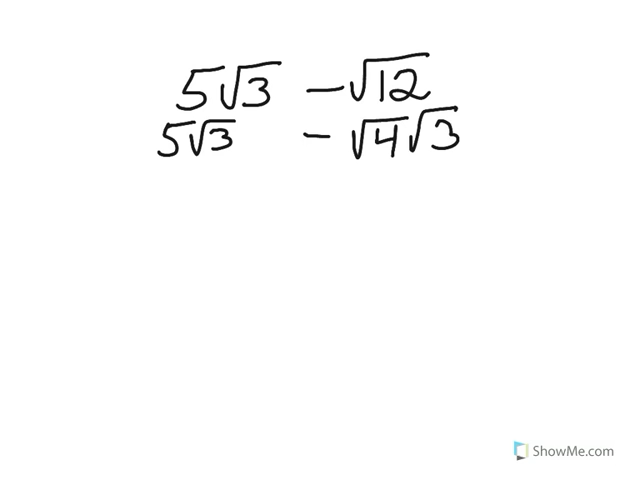 5√3 − √12
5√3 − √4√3
ShowMe.com